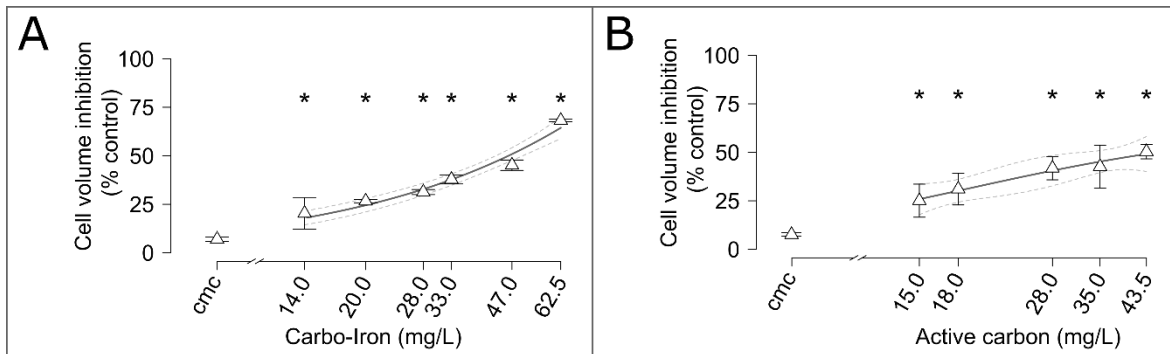 A
Cell volume inhibition
(% control)
100
75
50
25
0
* * * * * *
cmc
14.0
20.0
28.0
33.0
47.0
62.5
Carbo-Iron (mg/L)
B
Cell volume inhibition
(% control)
100
75
50
25
0
* * * * *
cmc
15.0
18.0
28.0
35.0
43.5
Active carbon (mg/L)